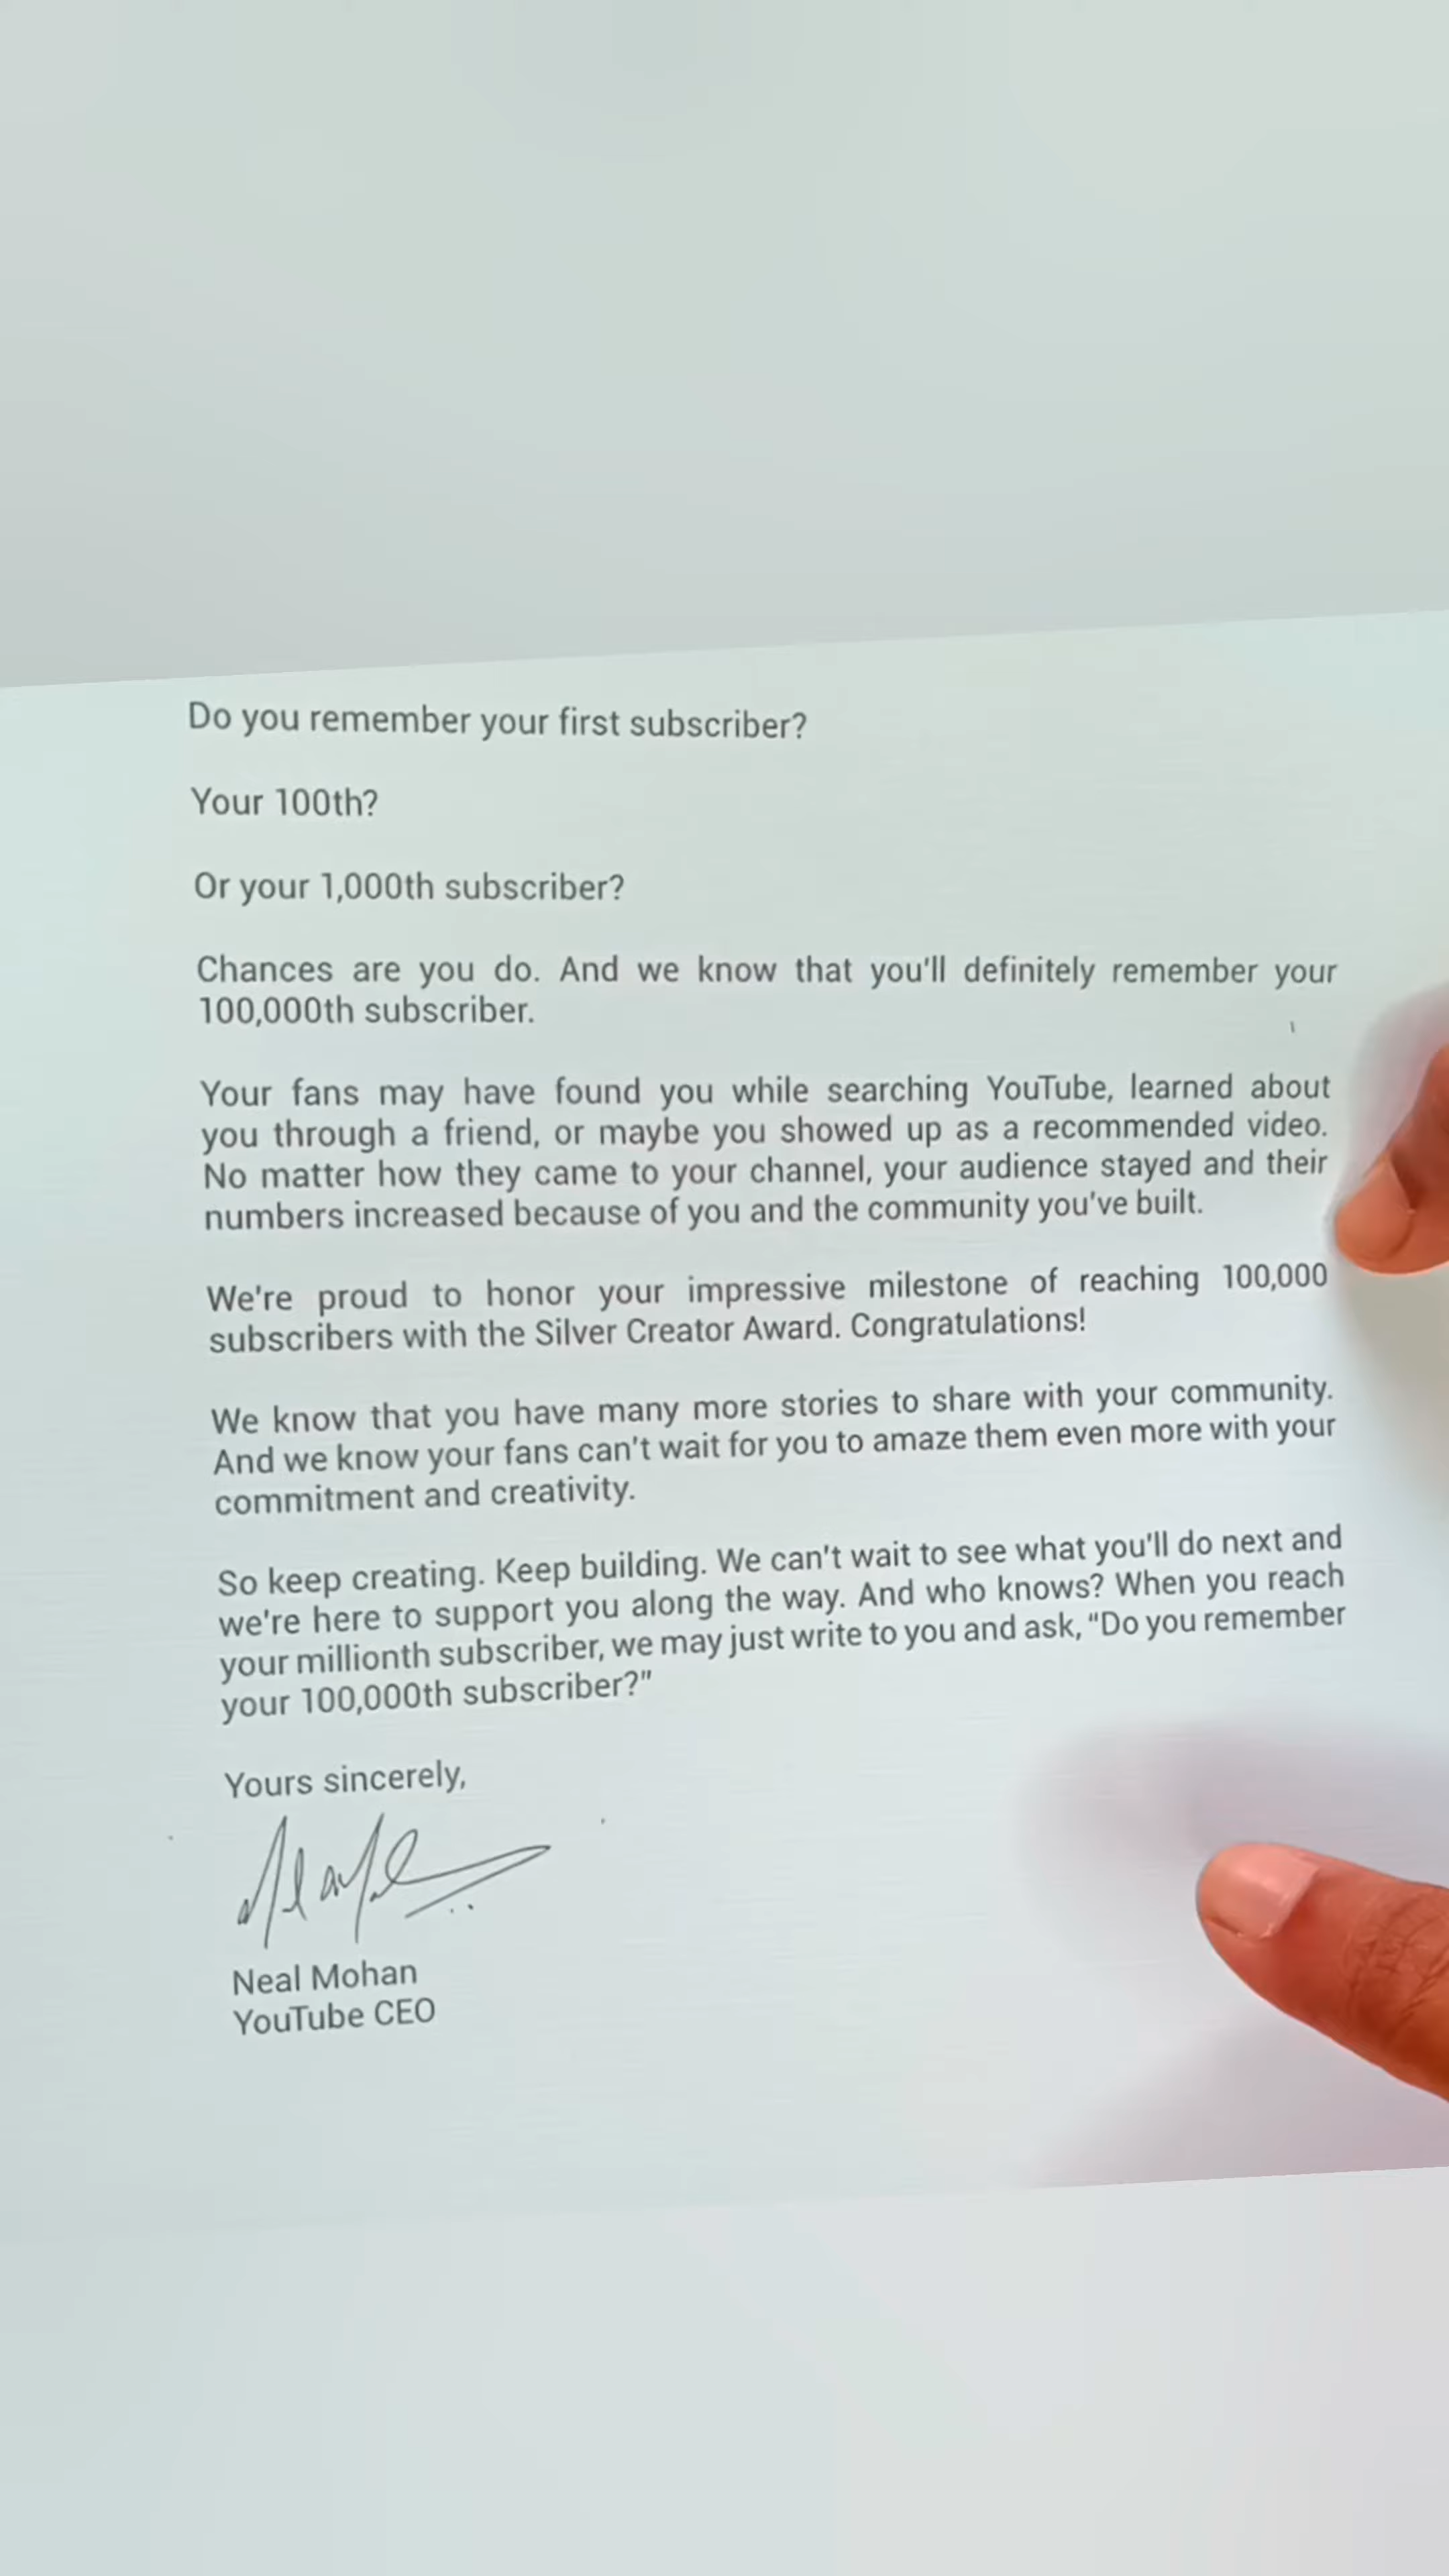 Do you remember your first subscriber?
Your 100th?
Or your 1,000th subscriber?
Chances are you do. And we know that you'll definitely remember your
100,000th subscriber.
Your fans may have found you while searching YouTube, learned about
you through a friend, or maybe you showed up as a recommended video.
No matter how they came to your channel, your audience stayed and their
numbers increased because of you and the community you've built.
We're proud to honor your impressive milestone of reaching 100,000
subscribers with the Silver Creator Award. Congratulations!
We know that you have many more stories to share with your community.
And we know your fans can't wait for you to amaze them even more with your
commitment and creativity.
So keep creating. Keep building. We can't wait to see what you'll do next and
we're here to support you along the way. And who knows? When you reach
your millionth subscriber, we may just write to you and ask, “Do you remember
your 100,000th subscriber?”
Yours sincerely,
Neal Mohan
YouTube CEO